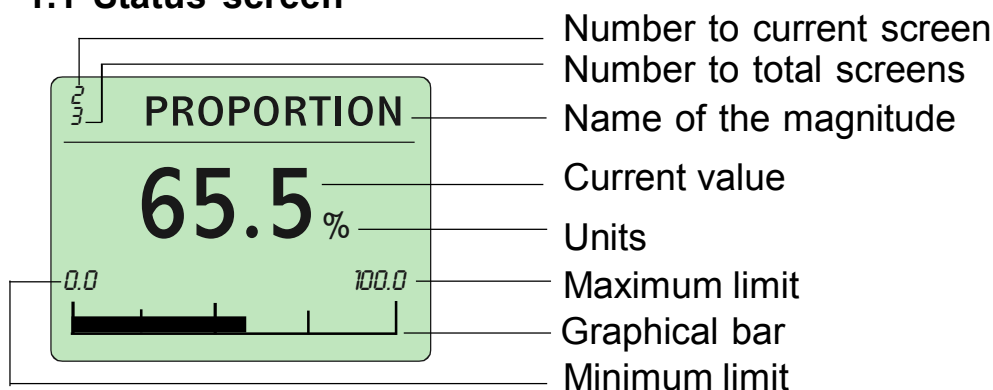 1.1 Status screen
Number to current screen
Number to total screens
2
3
PROPORTION
Name of the magnitude
65.5 %
Current value
Units
0.0
100.0
Maximum limit
Graphical bar
Minimum limit